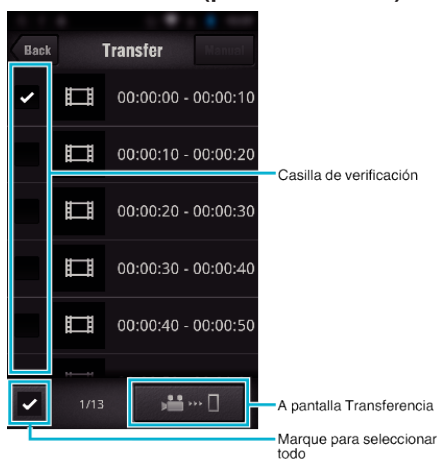 Back
Transfer
Manual
00:00:00 - 00:00:10
00:00:10 - 00:00:20
Casilla de verificación
00:00:20 - 00:00:30
00:00:30 - 00:00:40
00:00:40 - 00:00:50
1/13
A pantalla Transferencia
Marque para seleccionar
todo